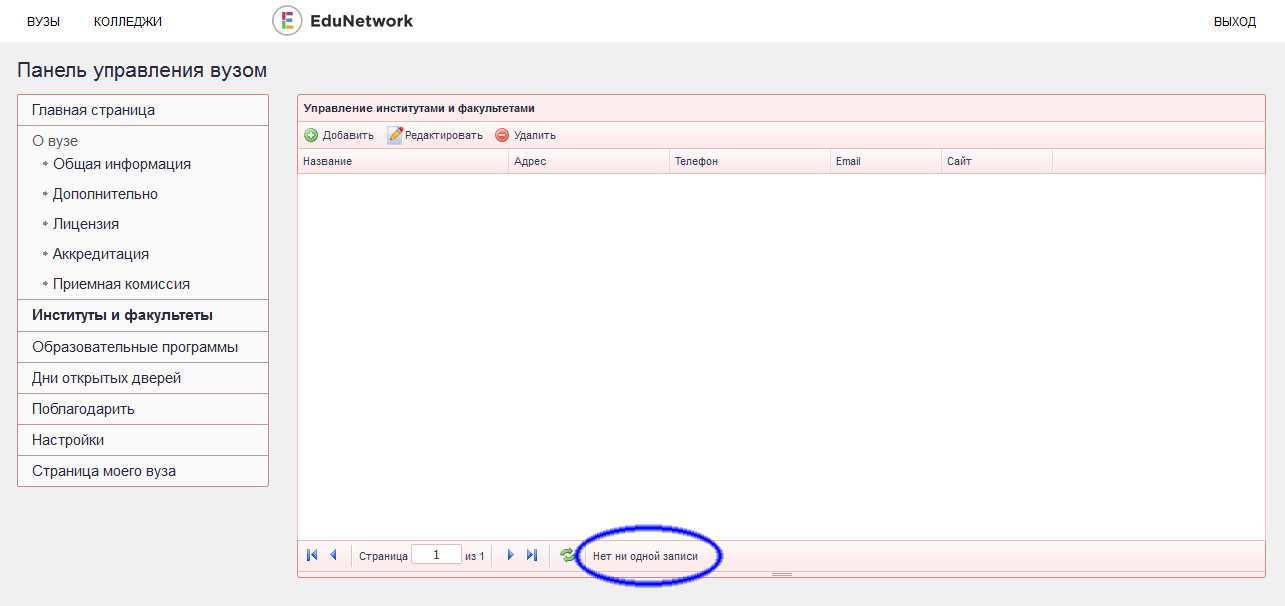 ВУЗЫ КОЛЛЕДЖИ EduNetwork ВЫХОД
Панель управления вузом
Главная страница
О вузе
Общая информация
Дополнительно
Лицензия
Аккредитация
Приемная комиссия
Институты и факультеты
Образовательные программы
Дни открытых дверей
Поблагодарить
Настройки
Страница моего вуза
Управление институтами и факультетами
Добавить Редактировать Удалить
Название Адрес Телефон Email Сайт
Страница 1 из 1 Нет ни одной записи